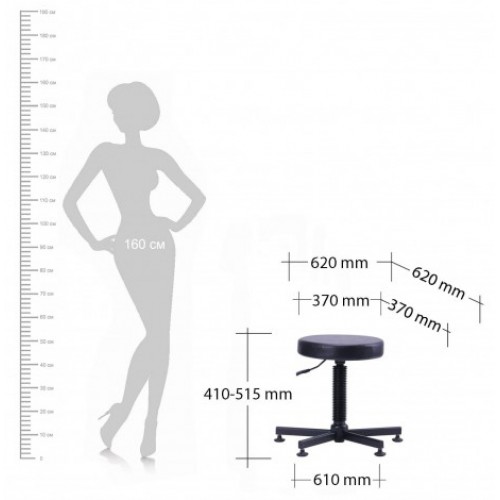 190 см
180 см
170 см
160 см
150 см
140 см
130 см
120 см
110 см
100 см
90 см
80 см
70 см
60 см
50 см
40 см
30 см
20 см
10 см
0
160 см
620 mm
620 mm
370 mm
370 mm
410-515 mm
610 mm